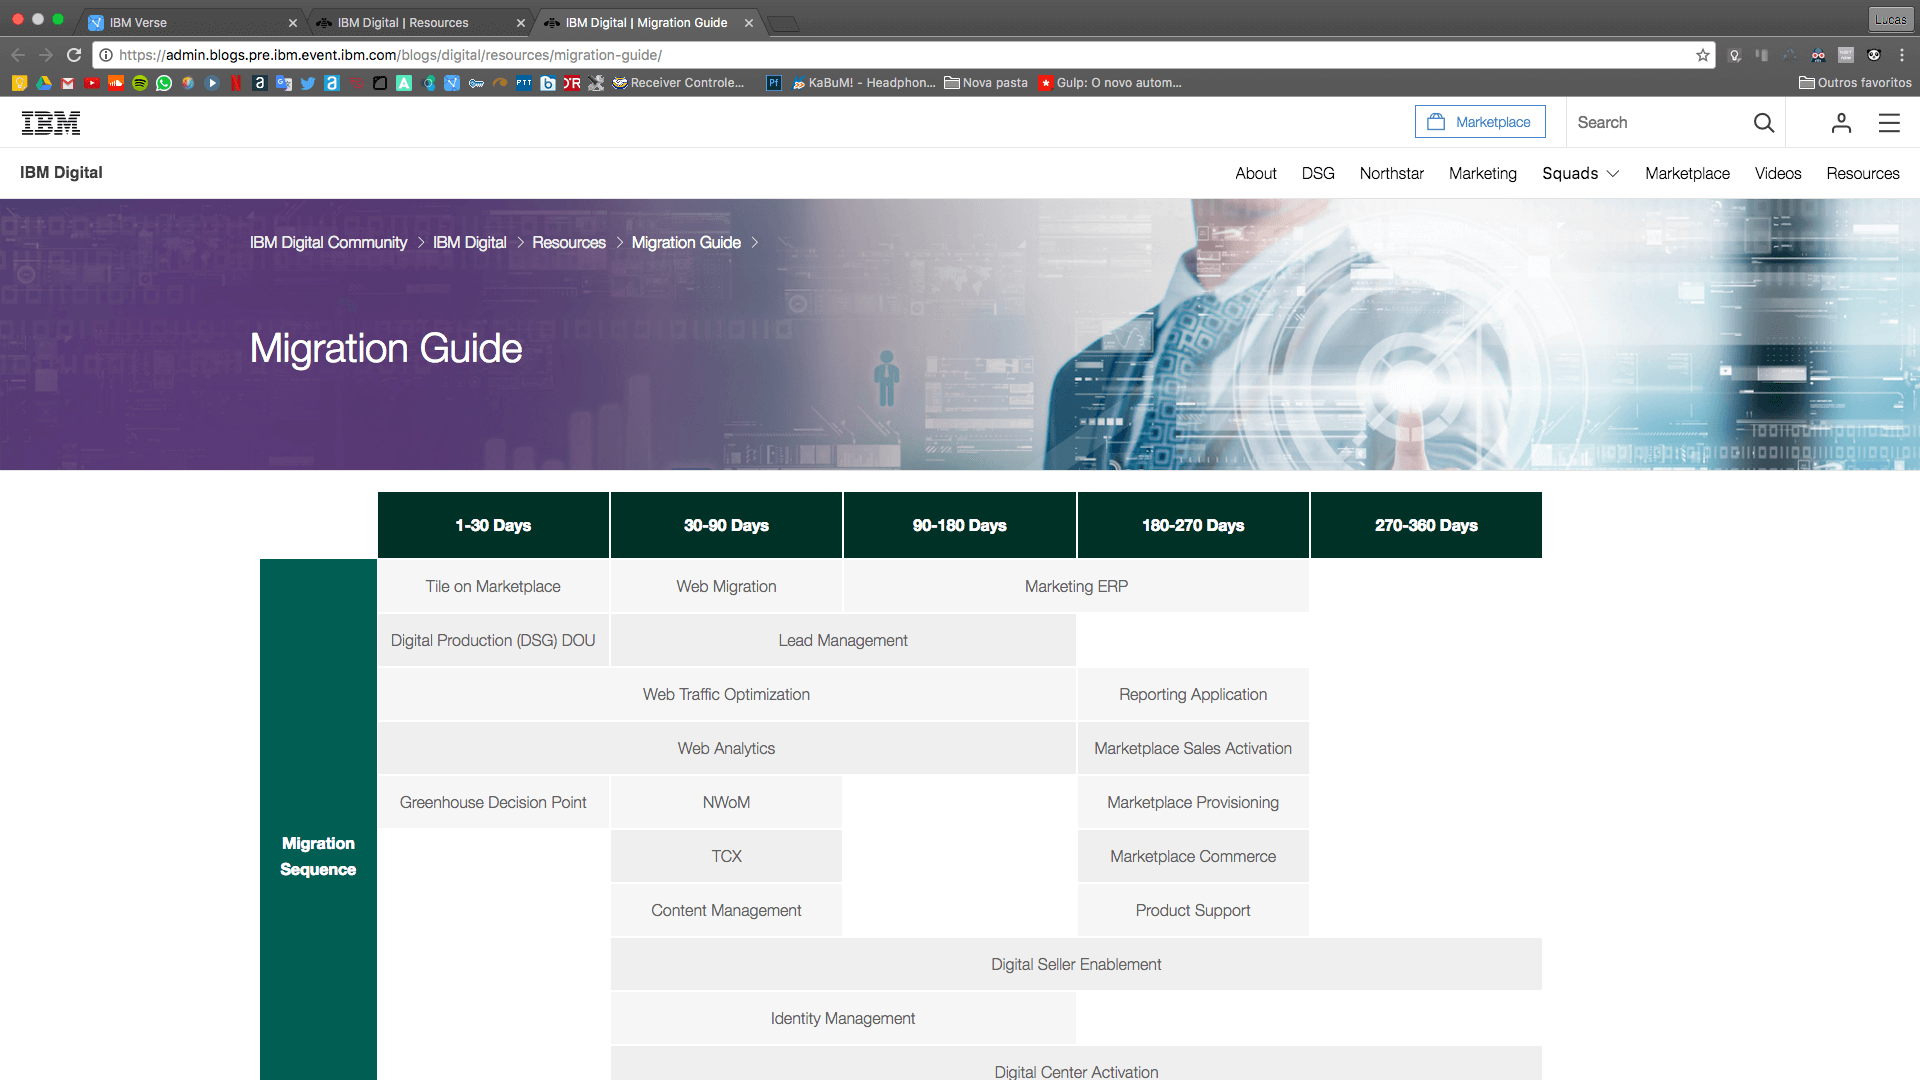 IBM Verse
IBM Digital | Resources
IBM Digital | Migration Guide
Lucas
https://admin.blogs.pre.ibm.event.ibm.com/blogs/digital/resources/migration-guide/
PTT
Receiver Controle...
Pf
KaBuM! - Headphon...
Nova pasta
Gulp: O novo autom...
Outros favoritos
IBM
Marketplace
Search
IBM Digital
About
DSG
Northstar
Marketing
Squads
Marketplace
Videos
Resources
IBM Digital Community > IBM Digital > Resources > Migration Guide >
Migration Guide
1-30 Days
30-90 Days
90-180 Days
180-270 Days
270-360 Days
Migration
Sequence
Tile on Marketplace
Web Migration
Marketing ERP
Digital Production (DSG) DOU
Lead Management
Web Traffic Optimization
Reporting Application
Web Analytics
Marketplace Sales Activation
Greenhouse Decision Point
NWoM
Marketplace Provisioning
TCX
Marketplace Commerce
Content Management
Product Support
Digital Seller Enablement
Identity Management
Digital Center Activation